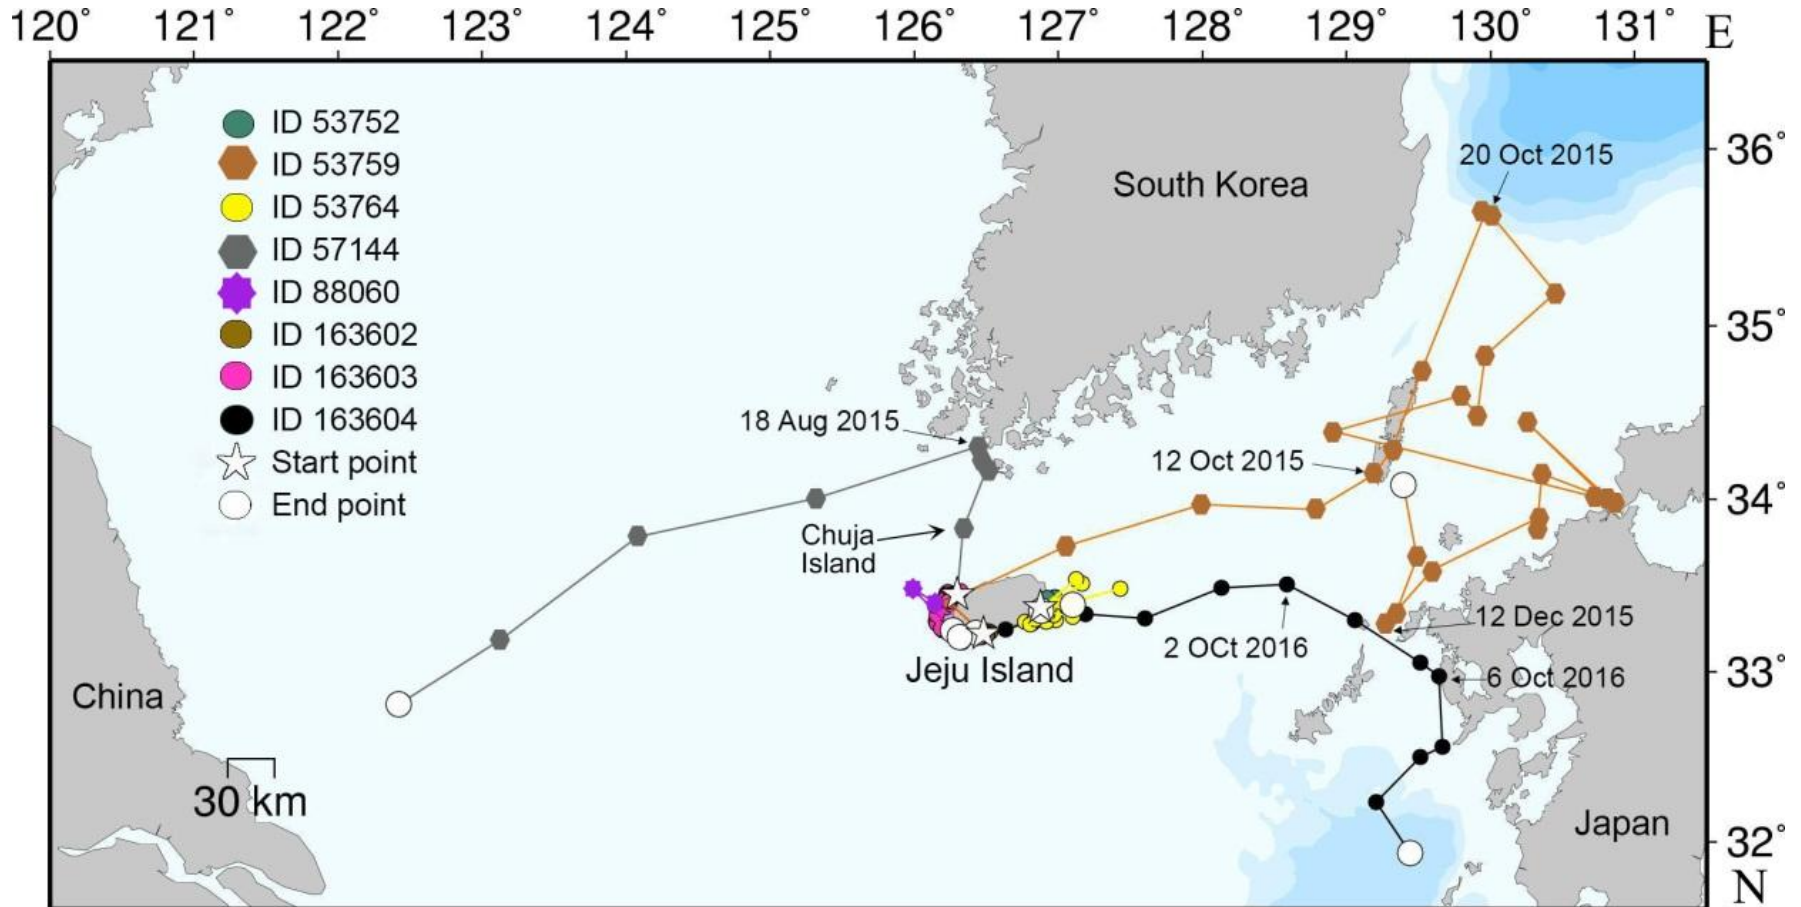 120° 121° 122° 123° 124° 125° 126° 127° 128° 129° 130° 131° E
ID 53752
ID 53759
ID 53764
ID 57144
ID 88060
ID 163602
ID 163603
ID 163604
Start point
End point
South Korea
20 Oct 2015
36°
35°
18 Aug 2015
12 Oct 2015
34°
Chuja
Island
12 Dec 2015
2 OCt 2016
Jeju Island
6 Oct 2016
33°
China
30 km
Japan
32°
N